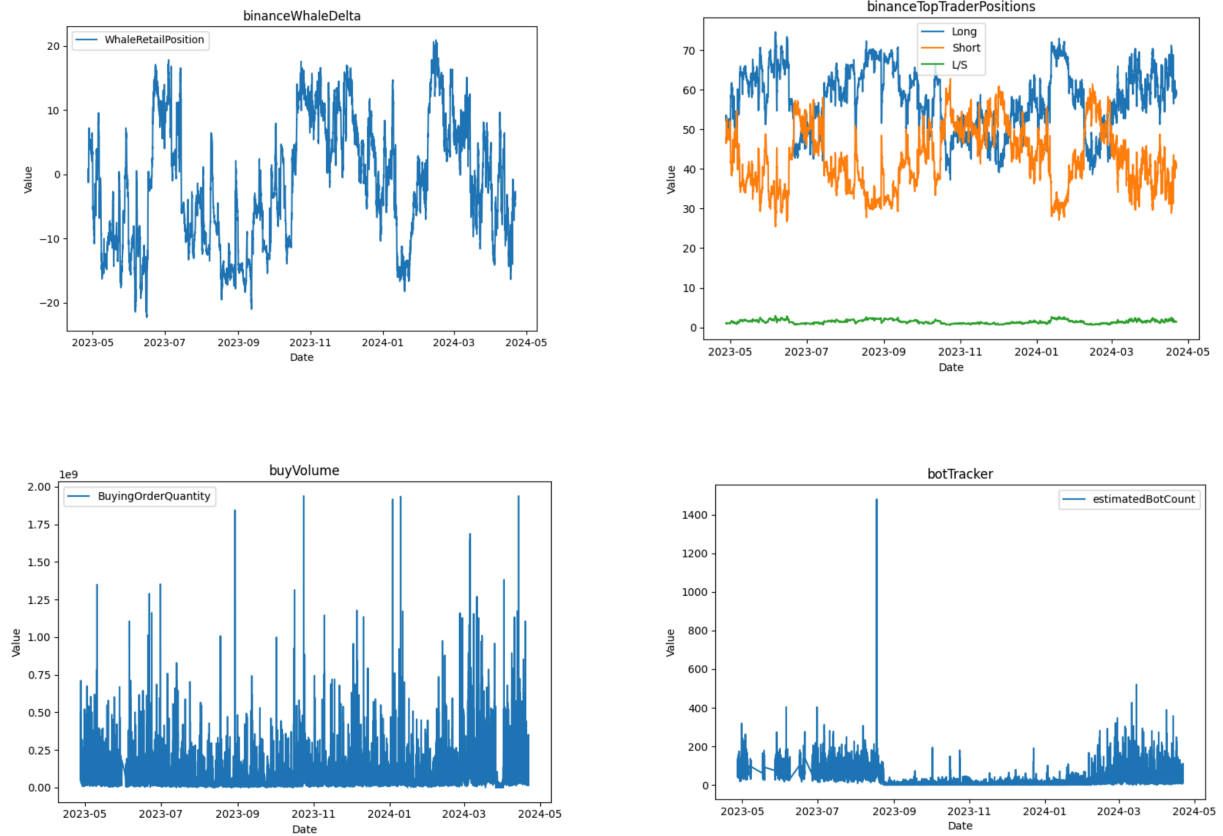 binanceWhaleDelta
WhaleRetailPosition
20
10
0
−10
−20
Value
2023-05 2023-07 2023-09 2023-11 2024-01 2024-03 2024-05
Date
binanceTopTraderPositions
Long
Short
L/S
70
60
50
40
30
20
10
0
Value
2023-05 2023-07 2023-09 2023-11 2024-01 2024-03 2024-05
Date
buyVolume
1e9
BuyingOrderQuantity
2.00
1.75
1.50
1.25
1.00
0.75
0.50
0.25
0.00
Value
2023-05 2023-07 2023-09 2023-11 2024-01 2024-03 2024-05
Date
botTracker
estimatedBotCount
1400
1200
1000
800
600
400
200
0
Value
2023-05 2023-07 2023-09 2023-11 2024-01 2024-03 2024-05
Date